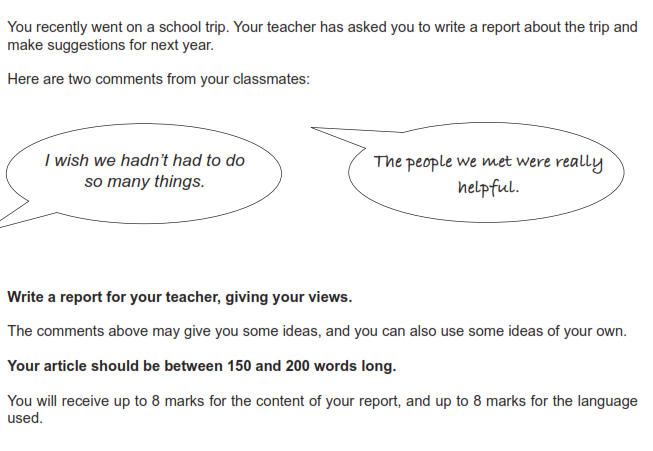 You recently went on a school trip. Your teacher has asked you to write a report about the trip and
make suggestions for next year.
Here are two comments from your classmates:
I wish we hadn't had to do
so many things.
The people we met were really
helpful.
Write a report for your teacher, giving your views.
The comments above may give you some ideas, and you can also use some ideas of your own.
Your article should be between 150 and 200 words long.
You will receive up to 8 marks for the content of your report, and up to 8 marks for the language
used.